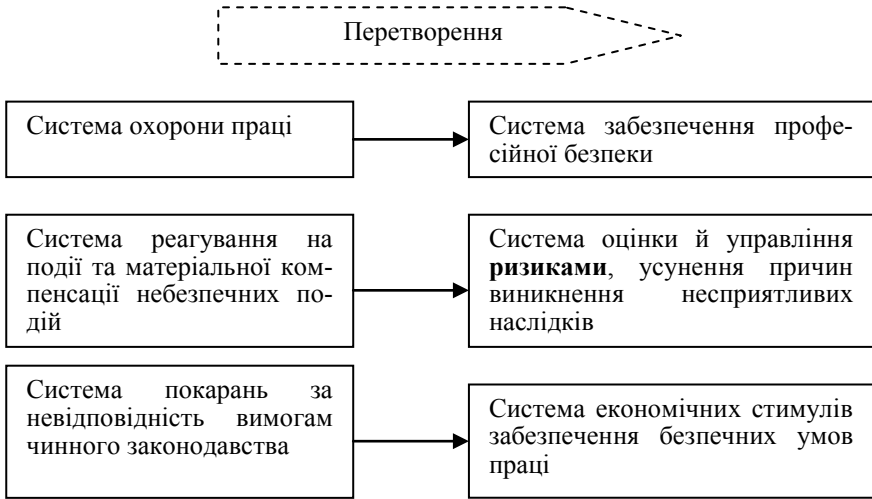 Перетворення
Система охорони праці
Система забезпечення профе-
сійної безпеки
Система реагування на
події та матеріальної ком-
пенсації небезпечних по-
дій
Система оцінки й управління
ризиками, усунення причин
виникнення несприятливих
наслідків
Система покарань за
невідповідність вимогам
чинного законодавства
Система економічних стимулів
забезпечення безпечних умов
праці